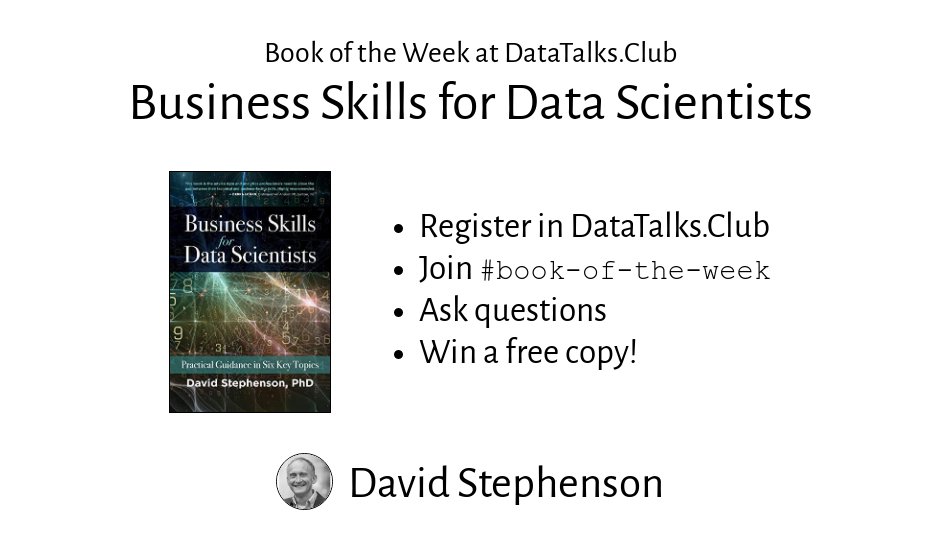 Book of the Week at DataTalks.Club
Business Skills for Data Scientists
Business Skills
for
Data Scientists
Practical Guidance in Six Key Topics
David Stephenson, PhD
• Register in DataTalks.Club
• Join #book-of-the-week
• Ask questions
• Win a free copy!
David Stephenson